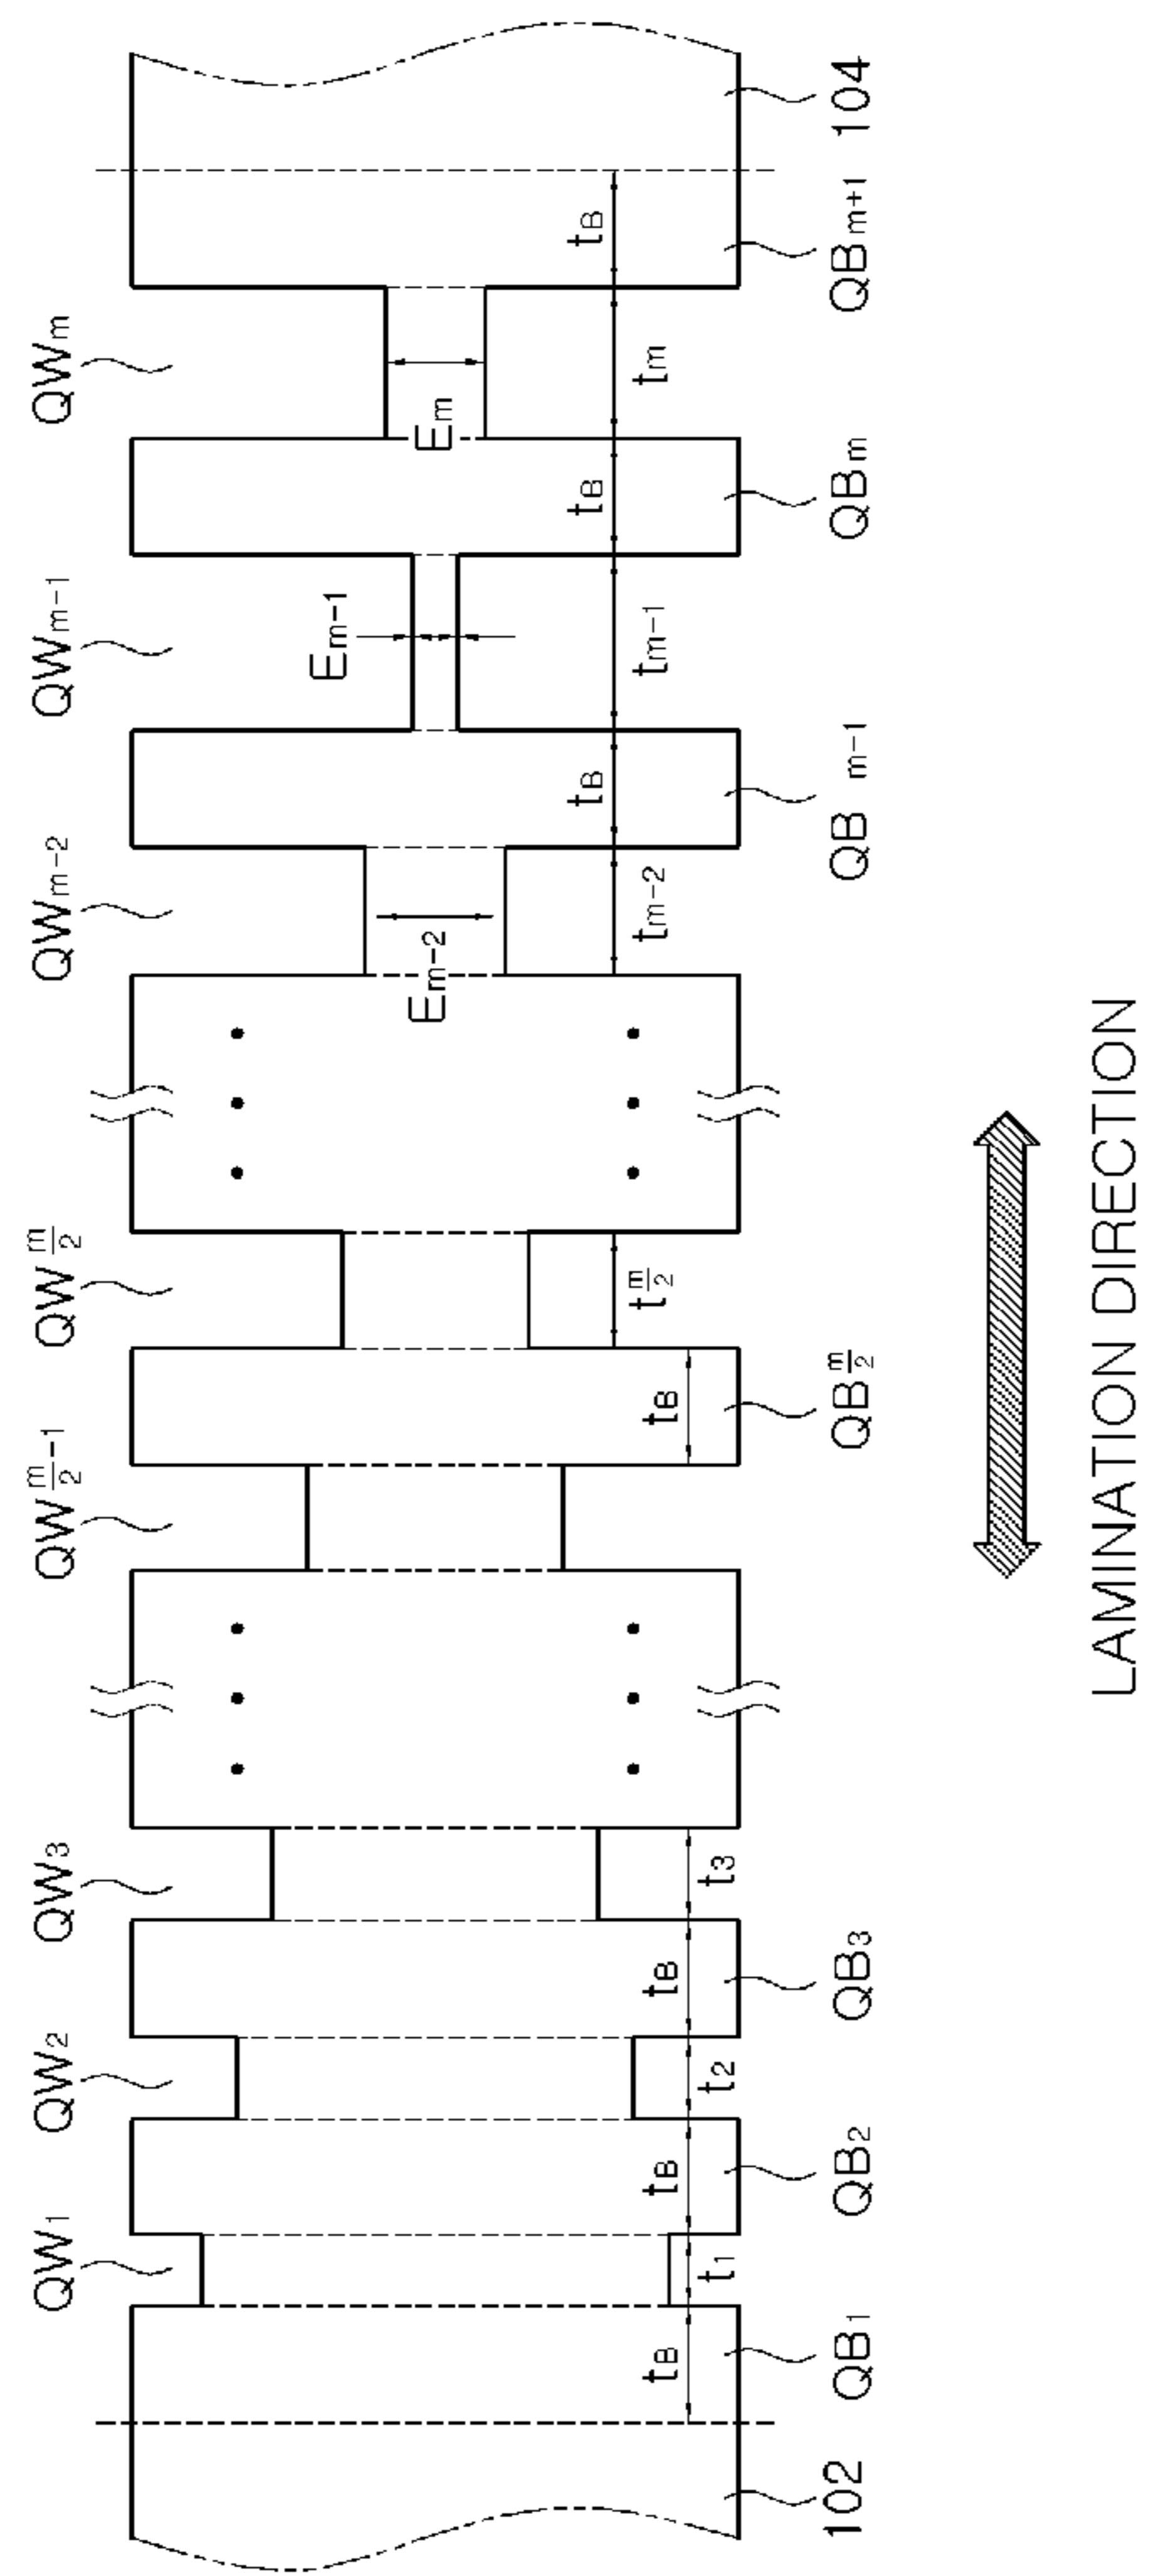 QW1
QW2
QW3
QWm/2-1
QWm/2
QWm-2
QWm-1
QWm
Em-2
Em-1
Em
tB
t1
tB
t2
tB
t3
tB
tm/2
tm-2
tB
tm-1
tB
tm
tB
102
QB1
QB2
QB3
QBm/2
QB m-1
QBm
QBm+1
104
LAMINATION DIRECTION